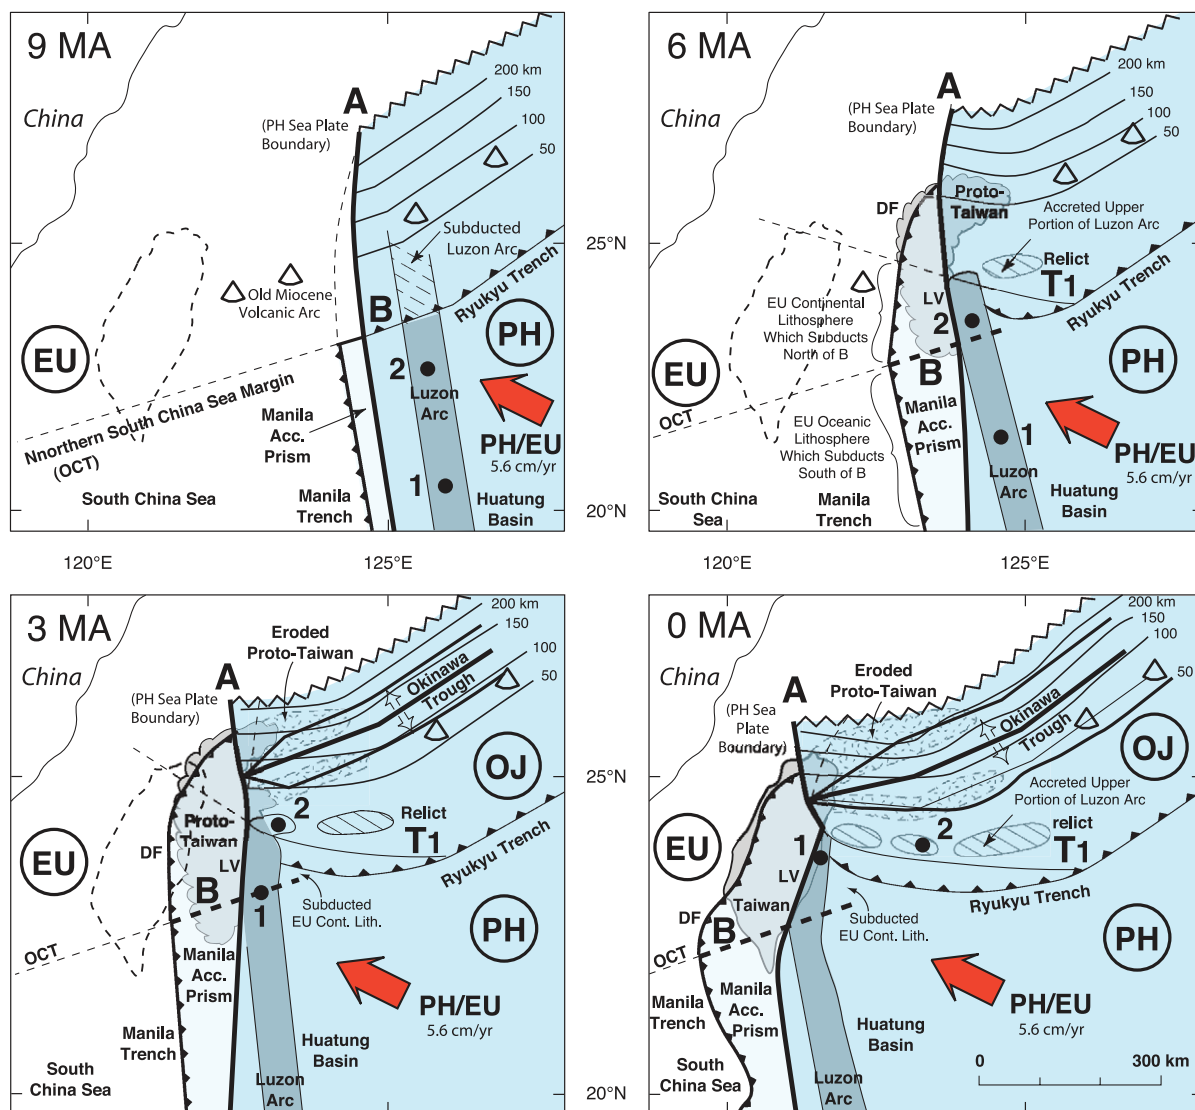 9 MA
China
A
(PH Sea Plate
Boundary)
200 km
150
100
50
Subducted
Luzon Arc
Old Miocene
Volcanic Arc
B
Ryukyu Trench
EU
PH
2
Luzon
Arc
Nnorthern South China Sea Margin
(OCT)
Manila
Acc.
Prism
PH/EU
5.6 cm/yr
1
South China Sea
Manila
Trench
Huatung
Basin
6 MA
China
A
(PH Sea Plate
Boundary)
200 km
150
100
50
DF
Proto-
Taiwan
Accreted Upper
Portion of Luzon Arc
Relict
T1
Ryukyu Trench
EU Continental
Lithosphere
Which Subducts
North of B
LV
2
EU
PH
B
OCT
Manila
Acc.
Prism
EU Oceanic
Lithosphere
Which Subducts
South of B
1
PH/EU
5.6 cm/yr
Luzon
Arc
South China
Sea
Manila
Trench
Huatung
Basin
25°N
20°N
120°E
125°E
120°E
125°E
3 MA
China
Eroded
Proto-Taiwan
A
(PH Sea Plate
Boundary)
200 km
150
100
50
Okinawa
Trough
OJ
2
Relict
T1
Proto-
Taiwan
DF
LV
EU
B
1
Ryukyu Trench
Subducted
EU Cont. Lith.
PH
OCT
Manila
Acc.
Prism
PH/EU
5.6 cm/yr
Manila
Trench
Huatung
Basin
South
China Sea
Luzon
Arc
0 MA
China
Eroded
Proto-Taiwan
A
(PH Sea
Plate
Boundary)
200 km
150
100
50
Okinawa
Trough
OJ
Accreted Upper
Portion of Luzon Arc
2
relict
T1
1
EU
LV
Taiwan
Ryukyu Trench
DF
B
Subducted
EU Cont. Lith.
PH
OCT
Manila
Trench
Manila
Acc.
Prism
PH/EU
5.6 cm/yr
Huatung
Basin
South
China Sea
Luzon
Arc
0
300 km
25°N
20°N